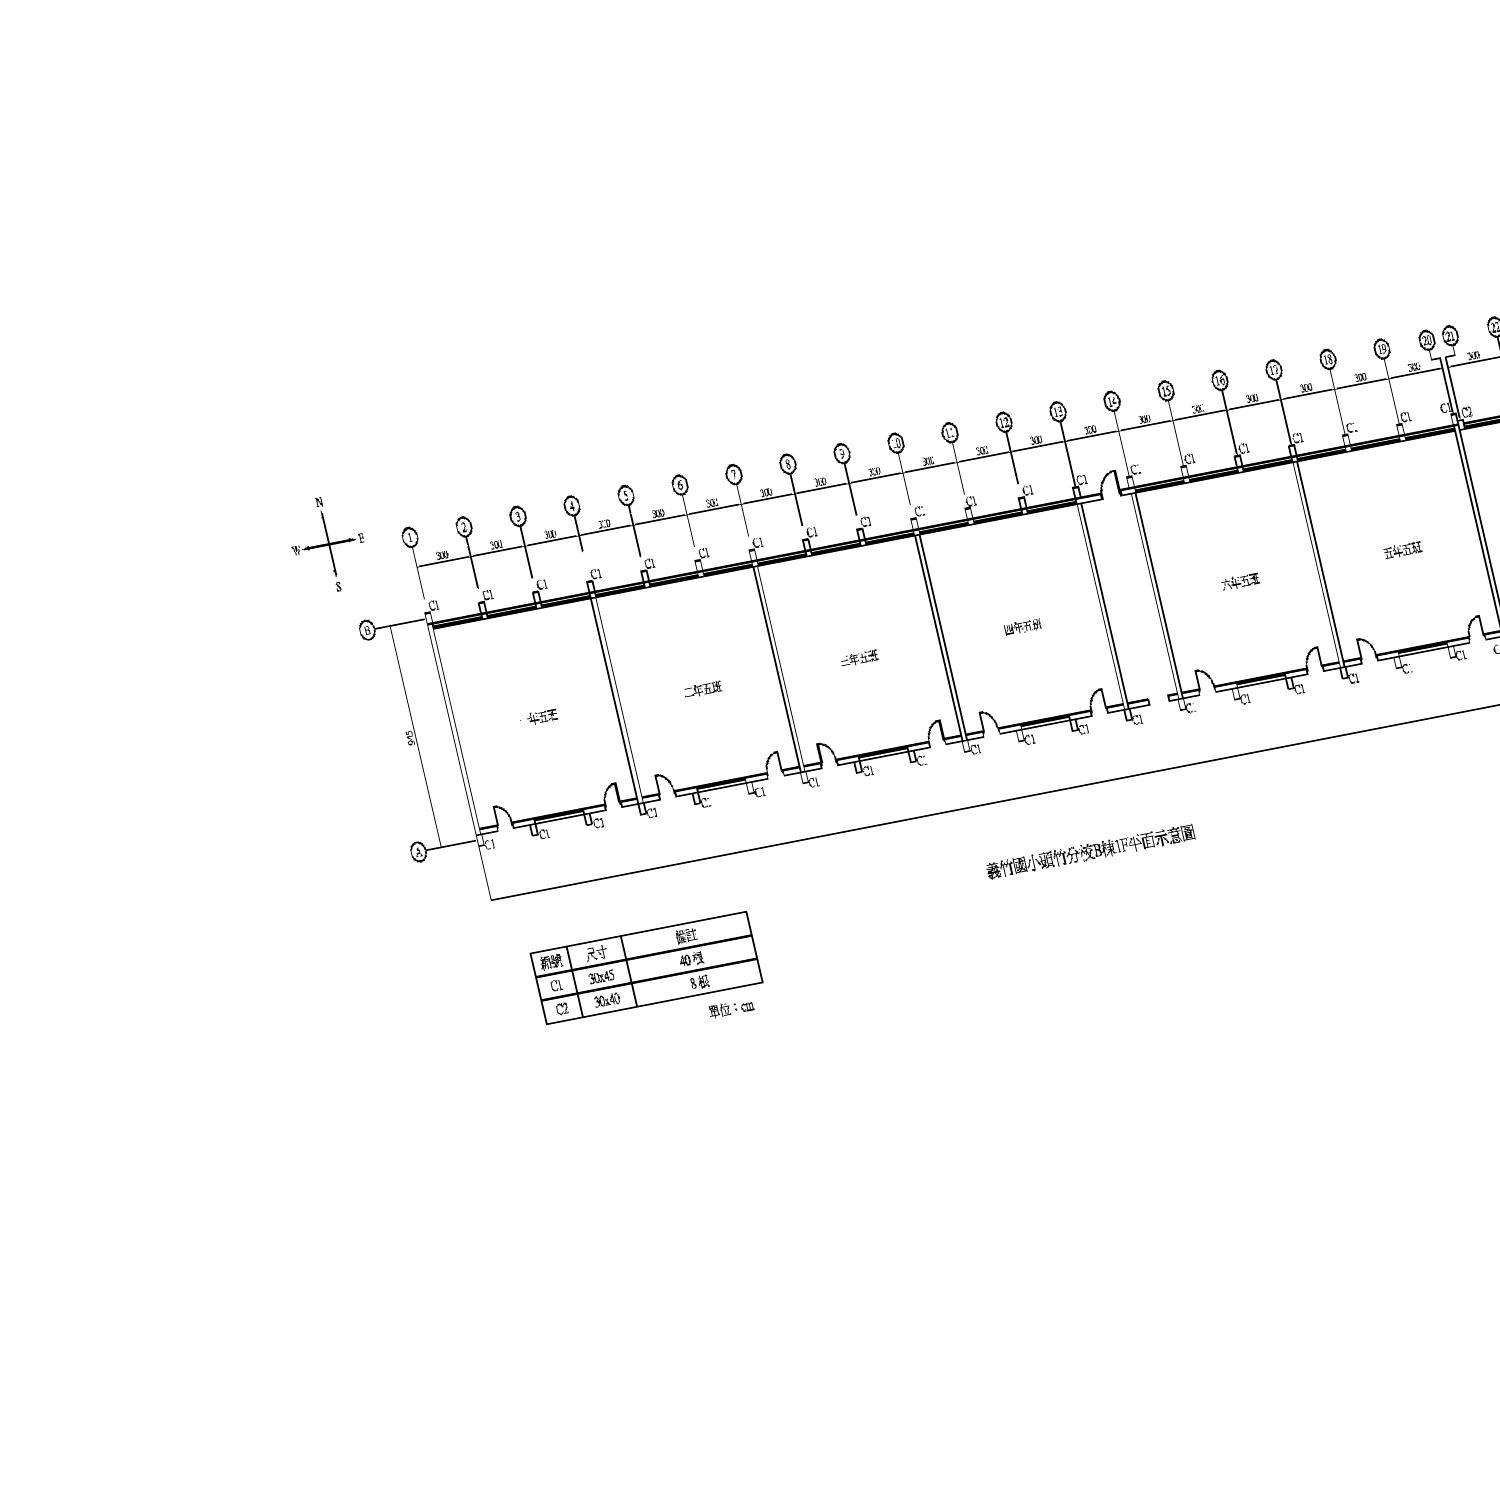 N
W E
S
1 2 3 4 5 6 7 8 9 10 11 12 13 14 15 16 17 18 19 20 21 22
300 300 300 300 300 300 300 300 300 300 300 300 300 300 300 300 300 300 300 300
C1 C1 C1 C1 C1 C1 C1 C1 C1 C1 C1 C1 C1 C1 C1 C1 C1 C1 C1 C1 C2
B
945
A
一年五班 二年五班 三年五班 四年五班 六年五班 五年五班
C1 C1 C1 C1 C1 C1 C1 C1 C1 C1 C1 C1 C1 C1 C1 C1 C1 C1 C1
義竹國小頭竹分校B棟1F平面示意圖
編號 尺寸 備註
C1 30x45 40根
C2 30x40 8根
單位：cm